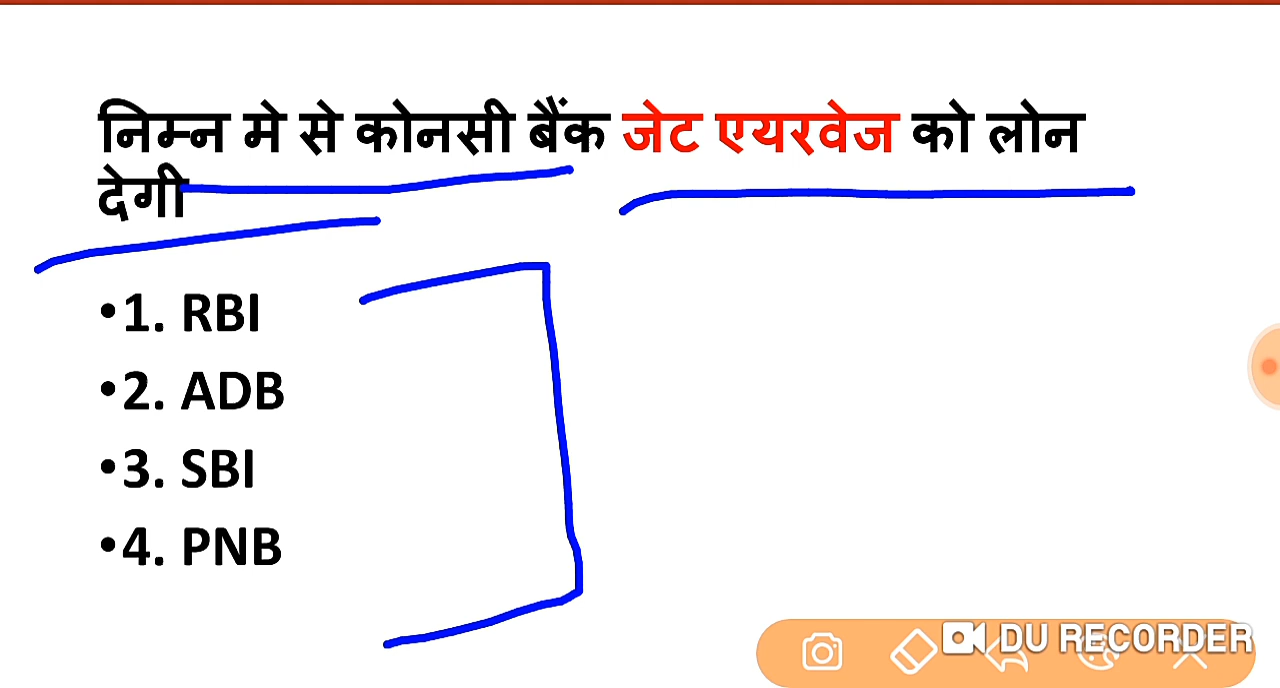 निम्न मे से कोनसी बैंक जेट एयरवेज को लोन
देगी
•1. RBI
•2. ADB
•3. SBI
•4. PNB
DU RECORDER